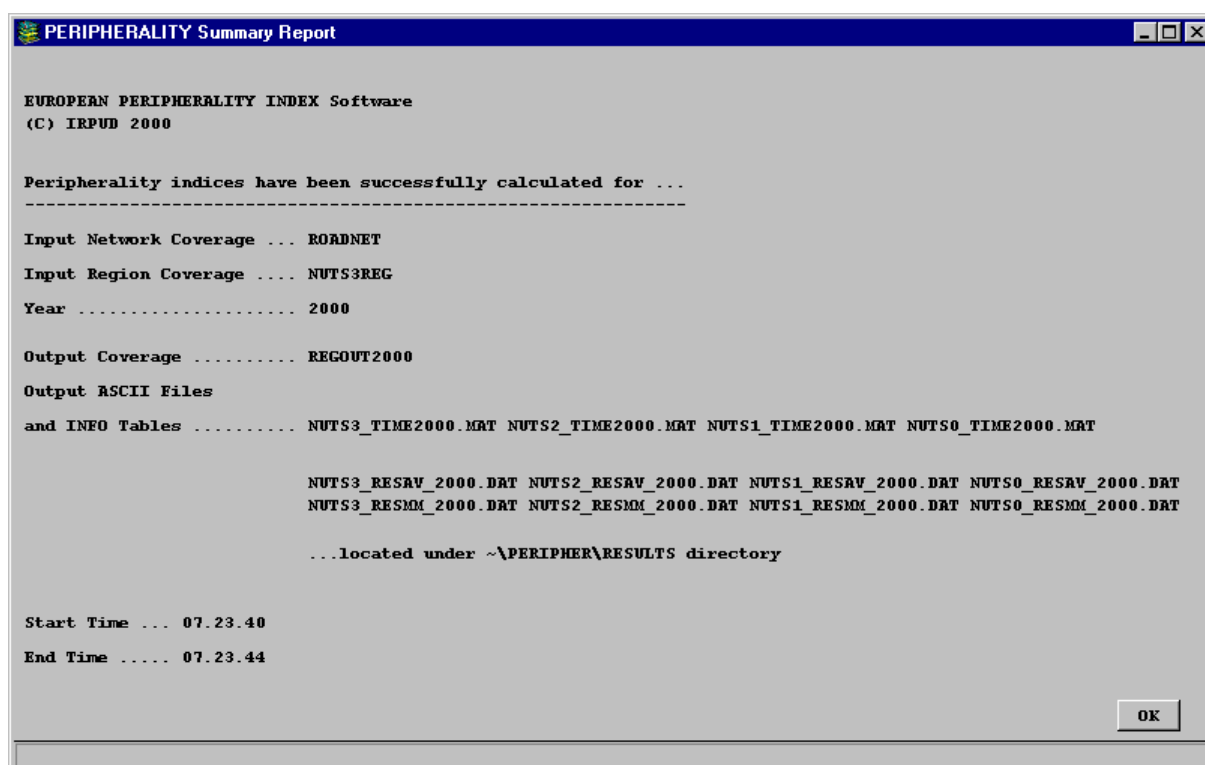 PERIPHERALITY Summary Report
EUROPEAN PERIPHERALITY INDEX Software
(C) IRPUD 2000
Peripherality indices have been successfully calculated for ...
---------------------------------------------------------------
Input Network Coverage ... ROADNET
Input Region Coverage .... NUTS3REG
Year ..................... 2000
Output Coverage .......... REGOUT2000
Output ASCII Files
and INFO Tables .......... NUTS3_TIME2000.MAT NUTS2_TIME2000.MAT NUTS1_TIME2000.MAT NUTS0_TIME2000.MAT
NUTS3_RESAV_2000.DAT NUTS2_RESAV_2000.DAT NUTS1_RESAV_2000.DAT NUTS0_RESAV_2000.DAT
NUTS3_RESMM_2000.DAT NUTS2_RESMM_2000.DAT NUTS1_RESMM_2000.DAT NUTS0_RESMM_2000.DAT
...located under ~\PERIPHER\RESULTS directory
Start Time ... 07.23.40
End Time ..... 07.23.44
OK